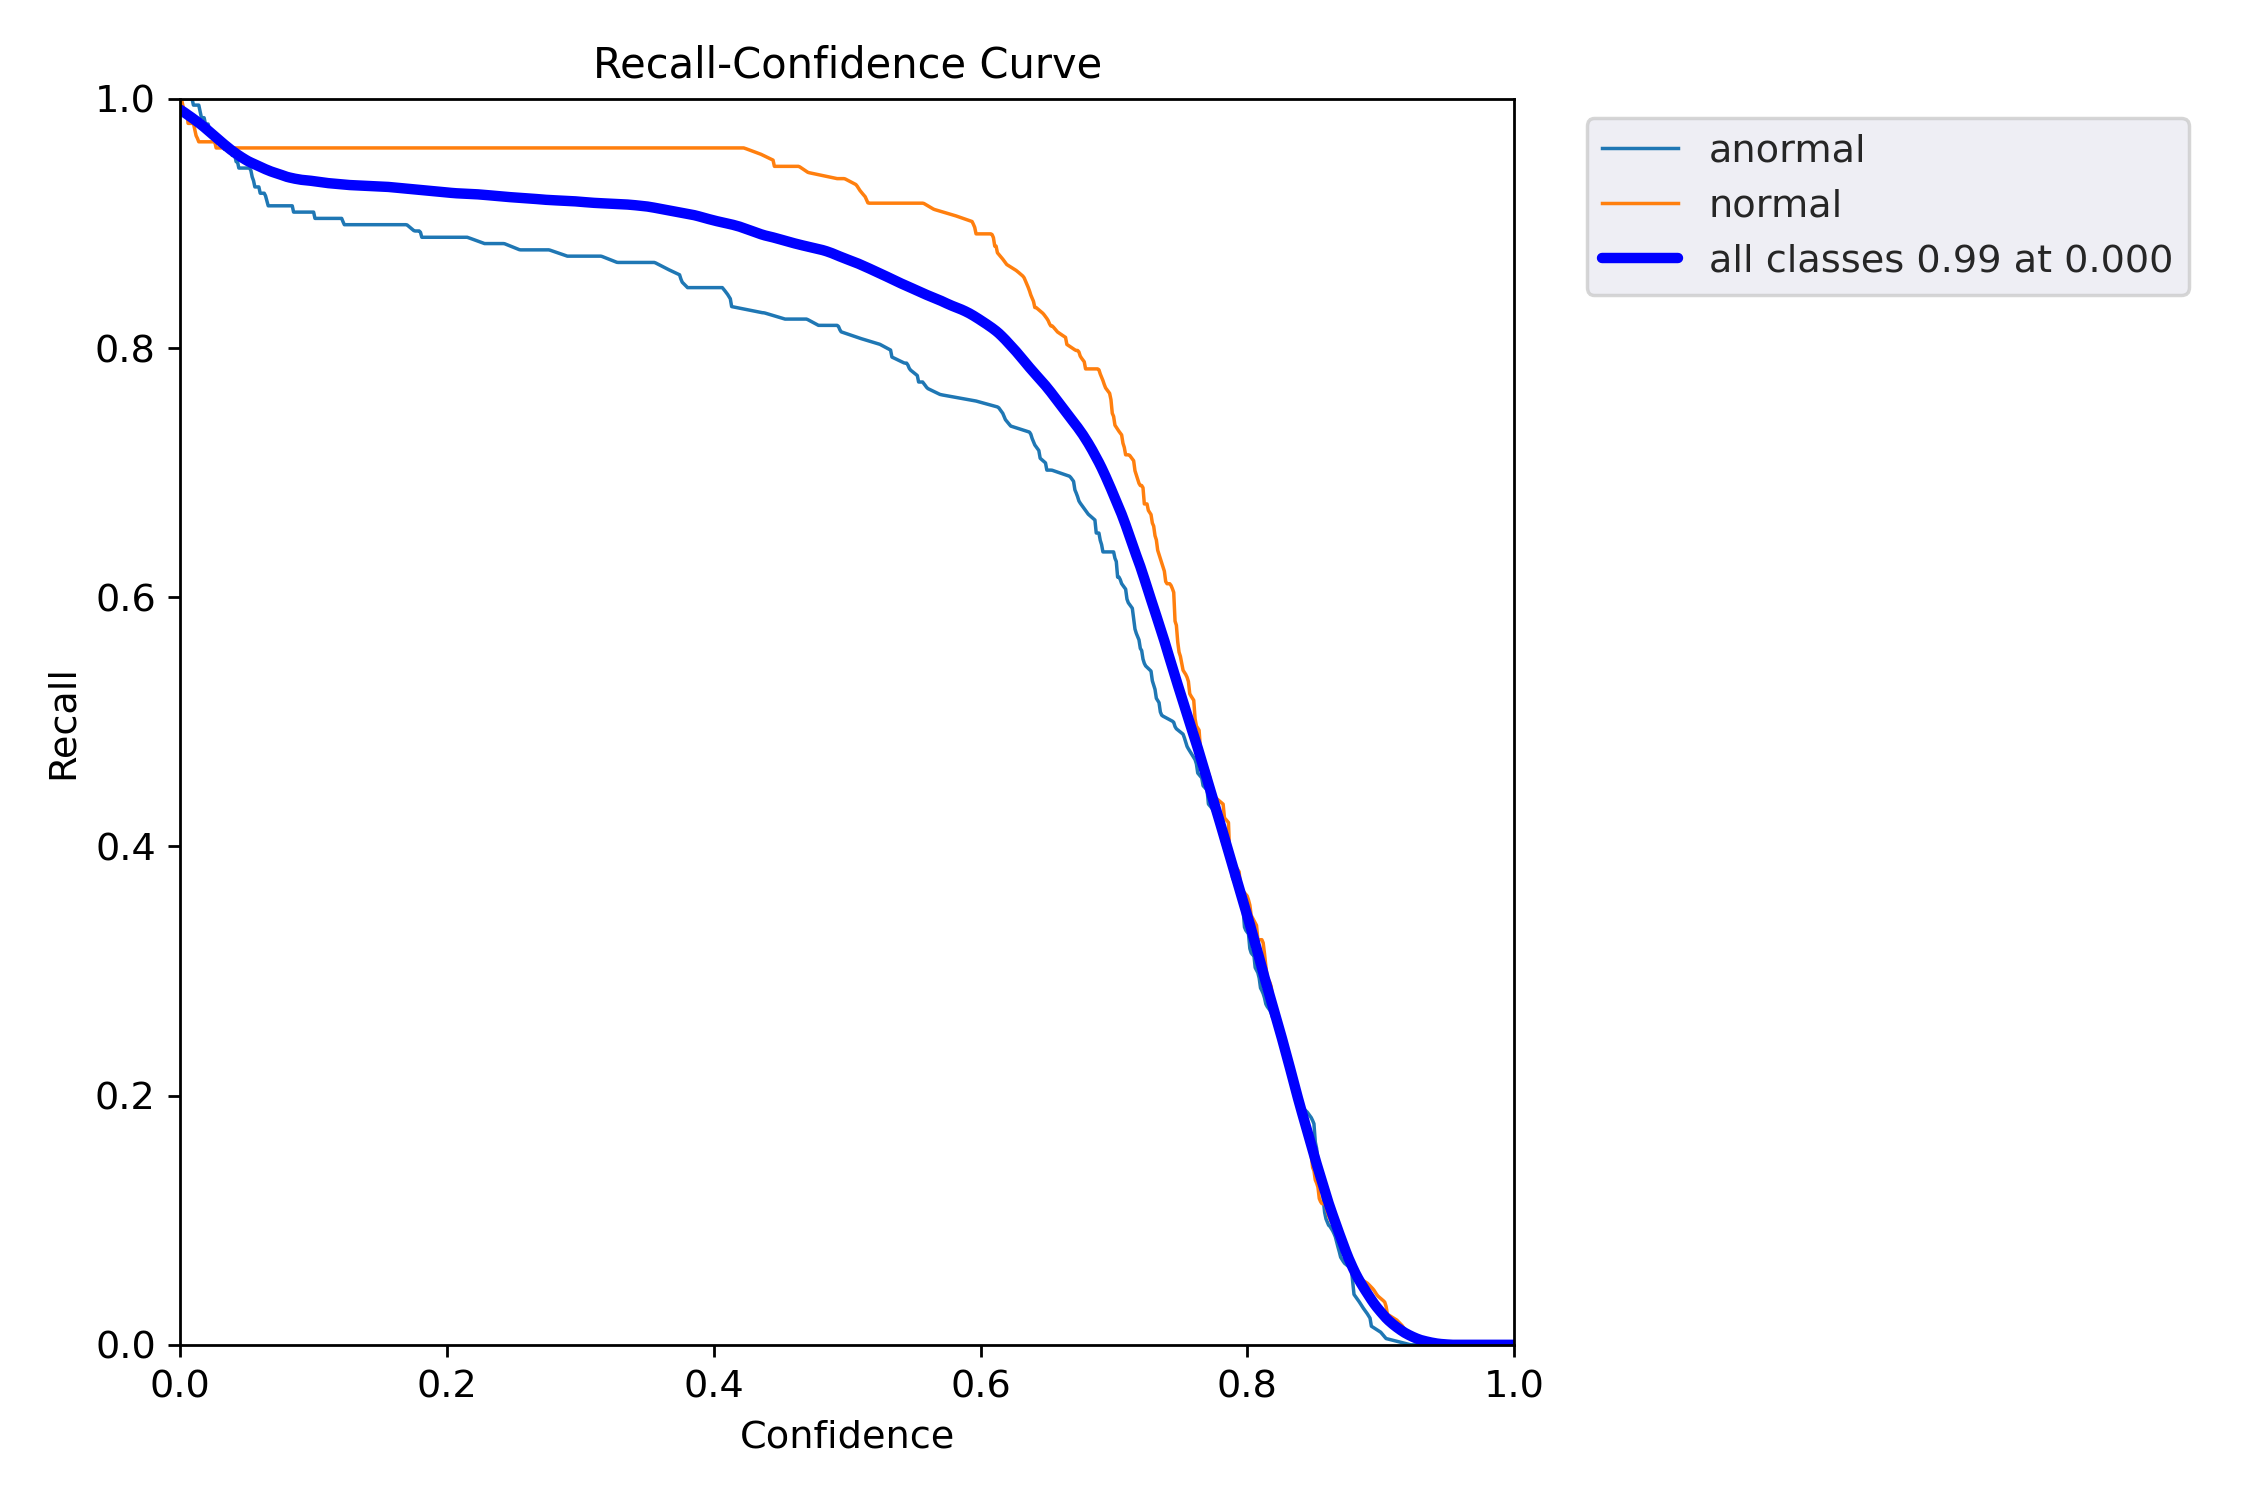 Recall-Confidence Curve
1.0
0.8
0.6
0.4
0.2
0.0
Recall
0.0 0.2 0.4 0.6 0.8 1.0
Confidence
anormal
normal
all classes 0.99 at 0.000